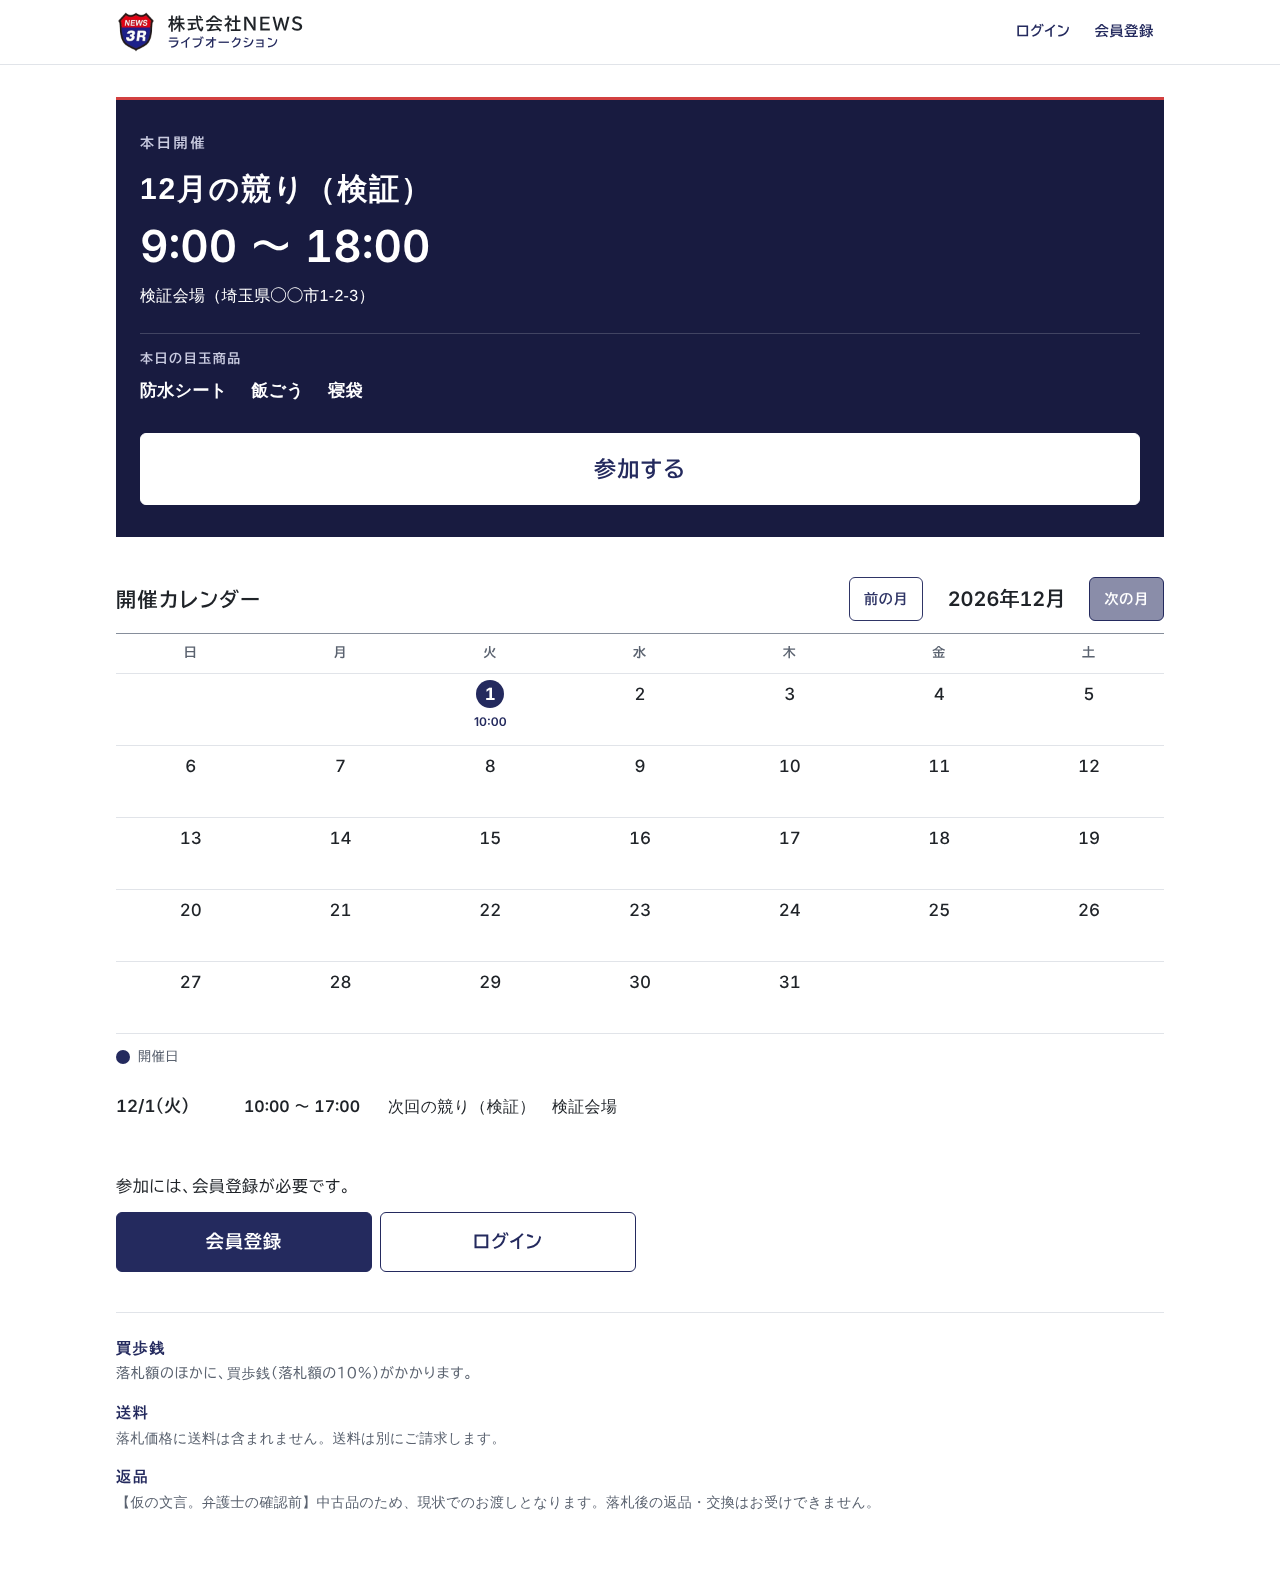 NEWS
3R
株式会社NEWS
ライブオークション
ログイン 会員登録
本日開催
12月の競り（検証）
9:00 〜 18:00
検証会場（埼玉県〇〇市1-2-3）
本日の目玉商品
防水シート 飯ごう 寝袋
参加する
開催カレンダー 前の月 2026年12月 次の月
日 月 火 水 木 金 土
1 2 3 4 5
10:00
6 7 8 9 10 11 12
13 14 15 16 17 18 19
20 21 22 23 24 25 26
27 28 29 30 31
開催日
12/1(火) 10:00 〜 17:00 次回の競り（検証） 検証会場
参加には、会員登録が必要です。
会員登録 ログイン
買歩銭
落札額のほかに、買歩銭(落札額の10%)がかかります。
送料
落札価格に送料は含まれません。送料は別にご請求します。
返品
【仮の文言。弁護士の確認前】中古品のため、現状でのお渡しとなります。落札後の返品・交換はお受けできません。